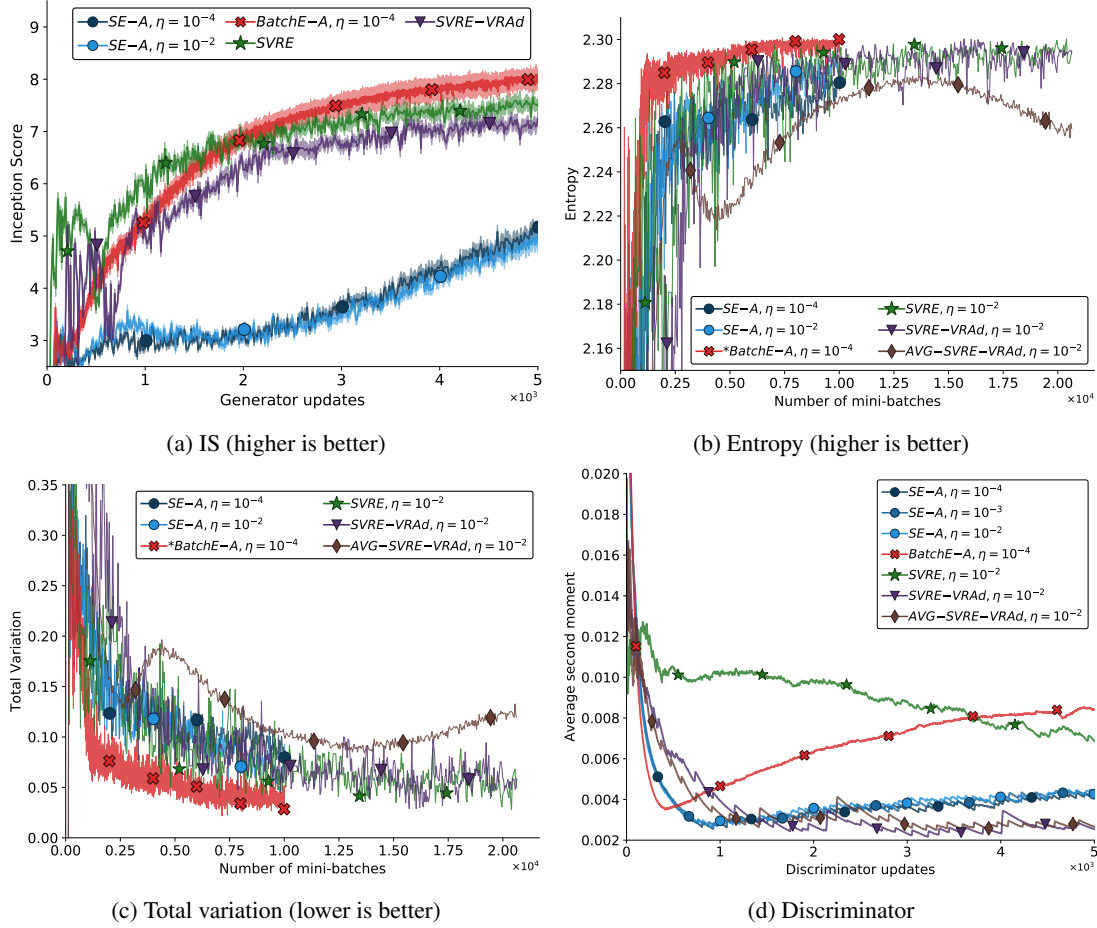 SE−A, η = 10⁻⁴
SE−A, η = 10⁻²
BatchE−A, η = 10⁻⁴
SVRE
SVRE−VRAd
Inception Score
9
8
7
6
5
4
3
0 1 2 3 4 5
×10³
Generator updates
(a) IS (higher is better)
Entropy
2.30
2.28
2.26
2.24
2.22
2.20
2.18
2.16
SE−A, η = 10⁻⁴
SE−A, η = 10⁻²
*BatchE−A, η = 10⁻⁴
SVRE, η = 10⁻²
SVRE−VRAd, η = 10⁻²
AVG−SVRE−VRAd, η = 10⁻²
0.00 0.25 0.50 0.75 1.00 1.25 1.50 1.75 2.00
×10⁴
Number of mini-batches
(b) Entropy (higher is better)
Total Variation
0.35
0.30
0.25
0.20
0.15
0.10
0.05
0.00
SE−A, η = 10⁻⁴
SE−A, η = 10⁻²
*BatchE−A, η = 10⁻⁴
SVRE, η = 10⁻²
SVRE−VRAd, η = 10⁻²
AVG−SVRE−VRAd, η = 10⁻²
0.00 0.25 0.50 0.75 1.00 1.25 1.50 1.75 2.00
×10⁴
Number of mini-batches
(c) Total variation (lower is better)
Average second moment
0.020
0.018
0.016
0.014
0.012
0.010
0.008
0.006
0.004
0.002
SE−A, η = 10⁻⁴
SE−A, η = 10⁻³
SE−A, η = 10⁻²
BatchE−A, η = 10⁻⁴
SVRE, η = 10⁻²
SVRE−VRAd, η = 10⁻²
AVG−SVRE−VRAd, η = 10⁻²
0 1 2 3 4 5
×10³
Discriminator updates
(d) Discriminator